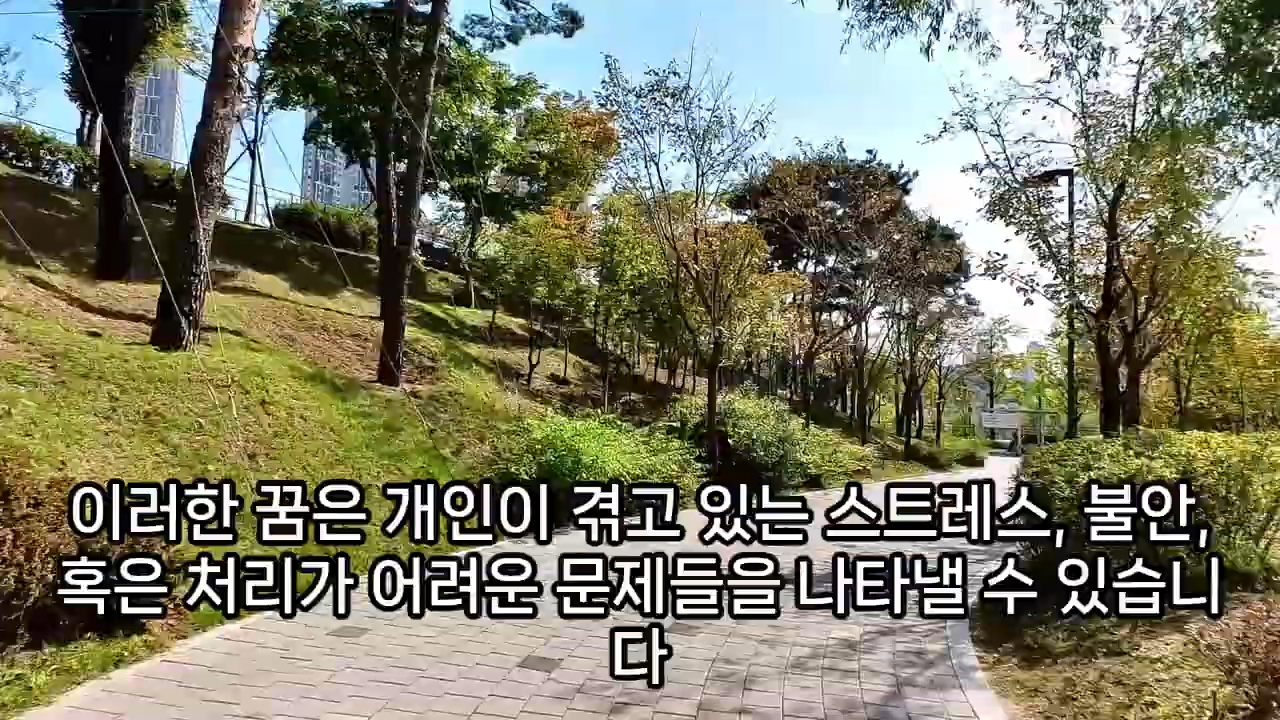 이러한 꿈은 개인이 겪고 있는 스트레스, 불안,
혹은 처리가 어려운 문제들을 나타낼 수 있습니
다